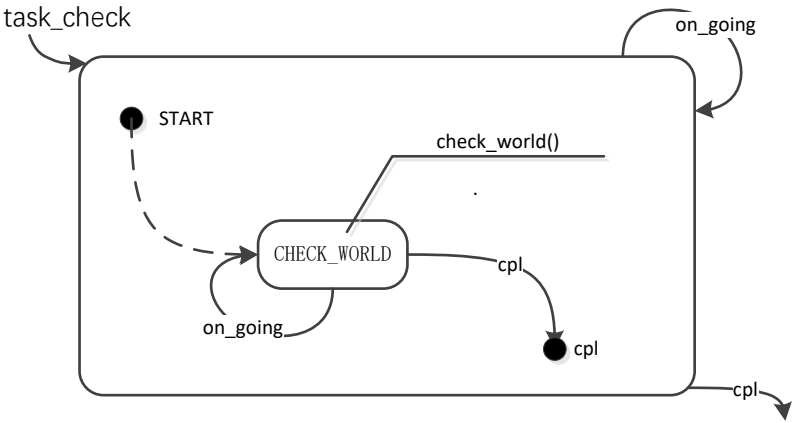 task_check
on_going
START
check_world()
.
CHECK_WORLD
cpl
on_going
cpl
cpl